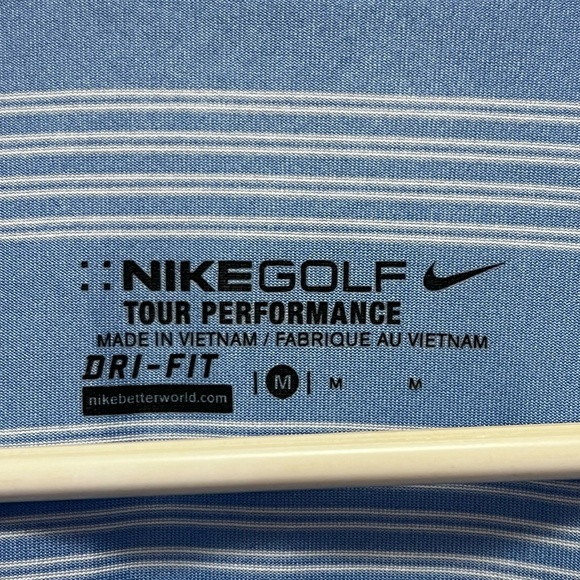 NIKEGOLF
TOUR PERFORMANCE
MADE IN VIETNAM / FABRIQUE AU VIETNAM
DRI-FIT
| M | M M
nikebetterworld.com